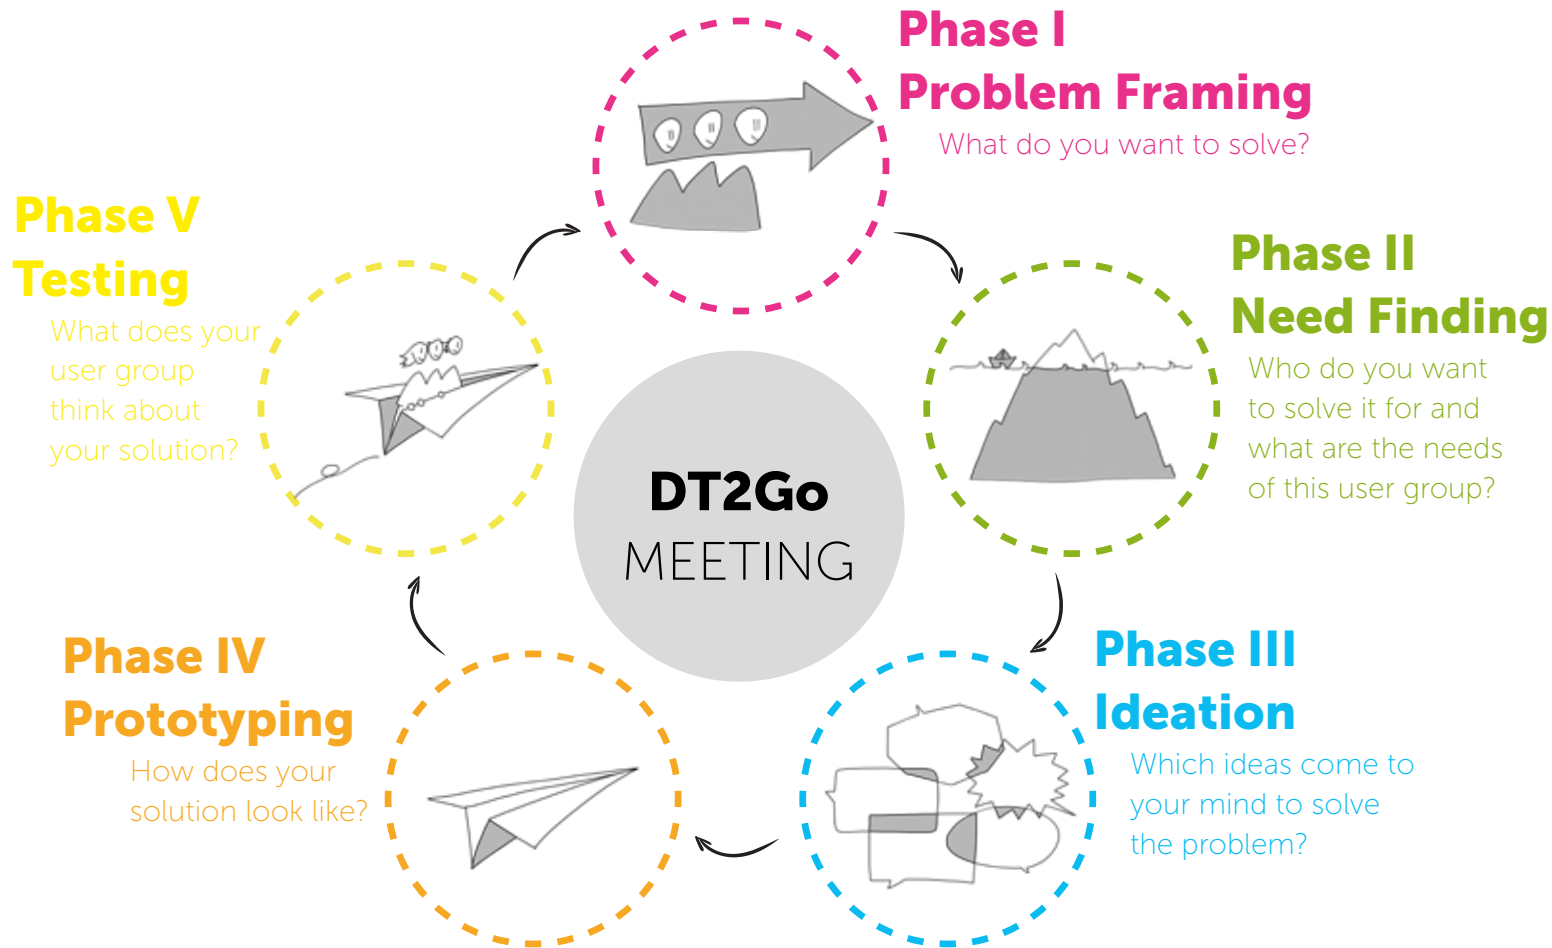 Phase I
Problem Framing
What do you want to solve?
Phase II
Need Finding
Who do you want
to solve it for and
what are the needs
of this user group?
Phase III
Ideation
Which ideas come to
your mind to solve
the problem?
Phase IV
Prototyping
How does your
solution look like?
Phase V
Testing
What does your
user group
think about
your solution?
DT2Go
MEETING